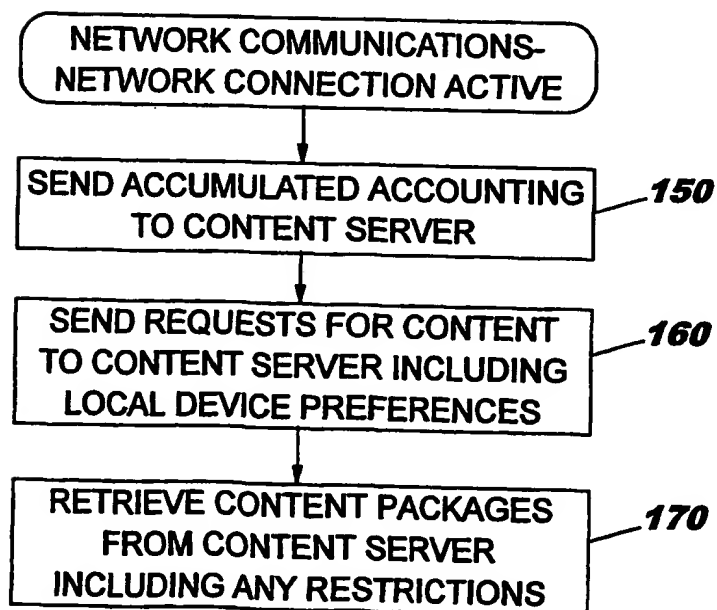 NETWORK COMMUNICATIONS-
NETWORK CONNECTION ACTIVE
SEND ACCUMULATED ACCOUNTING
TO CONTENT SERVER
150
SEND REQUESTS FOR CONTENT
TO CONTENT SERVER INCLUDING
LOCAL DEVICE PREFERENCES
160
RETRIEVE CONTENT PACKAGES
FROM CONTENT SERVER
INCLUDING ANY RESTRICTIONS
170